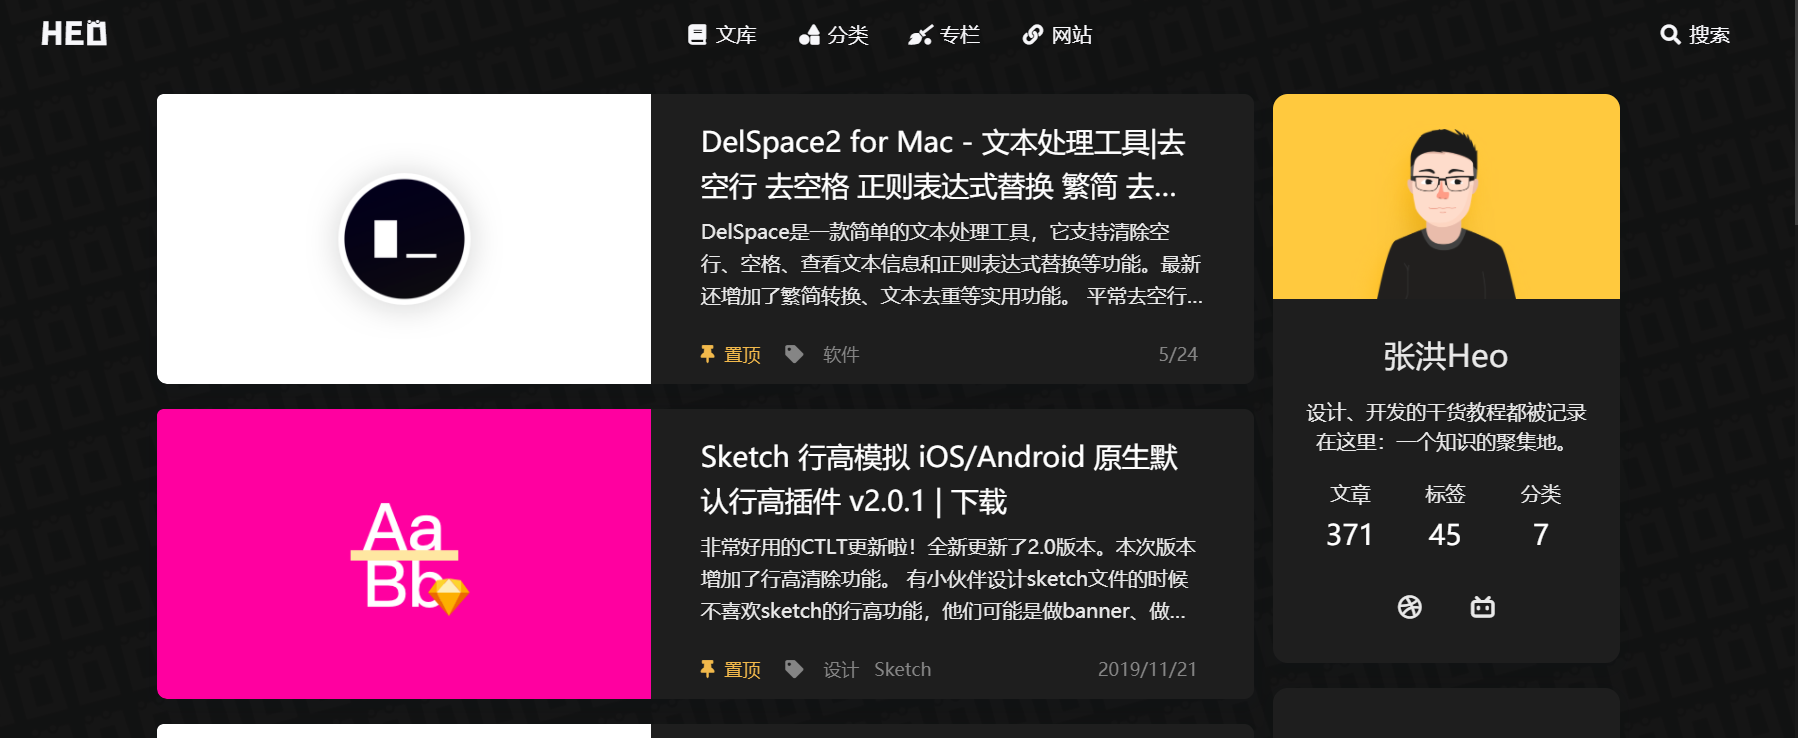 HEO
文库 分类 专栏 网站
搜索
DelSpace2 for Mac - 文本处理工具|去
空行 去空格 正则表达式替换 繁简 去...
DelSpace是一款简单的文本处理工具，它支持清除空
行、空格、查看文本信息和正则表达式替换等功能。最新
还增加了繁简转换、文本去重等实用功能。 平常去空行...
置顶 软件 5/24
Aa
Bb
Sketch 行高模拟 iOS/Android 原生默
认行高插件 v2.0.1 | 下载
非常好用的CTLT更新啦！全新更新了2.0版本。本次版本
增加了行高清除功能。 有小伙伴设计sketch文件的时候
不喜欢sketch的行高功能，他们可能是做banner、做...
置顶 设计 Sketch 2019/11/21
张洪Heo
设计、开发的干货教程都被记录
在这里：一个知识的聚集地。
文章 标签 分类
371 45 7